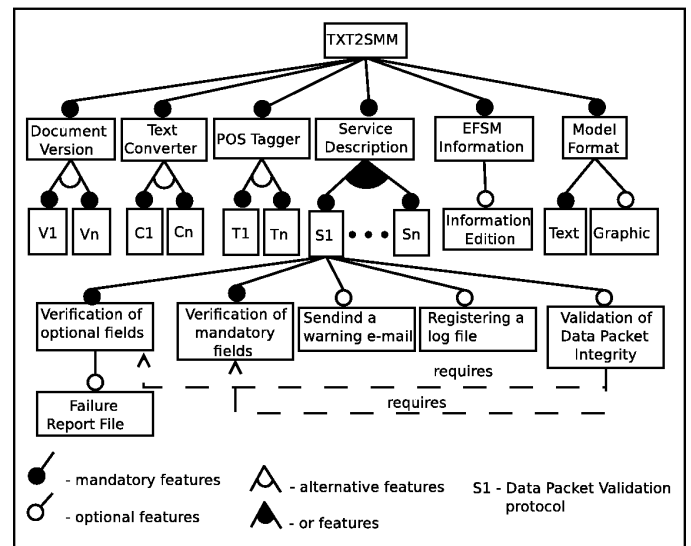 TXT2SMM
Document
Version
Text
Converter
POS Tagger
Service
Description
EFSM
Information
Model
Format
V1
Vn
C1
Cn
T1
Tn
S1
Sn
Information
Edition
Text
Graphic
Verification of
optional fields
Verification of
mandatory
fields
Sendind a
warning e-mail
Registering a
log file
Validation of
Data Packet
Integrity
requires
requires
Failure
Report File
- mandatory features
- optional features
- alternative features
- or features
S1 - Data Packet Validation
protocol